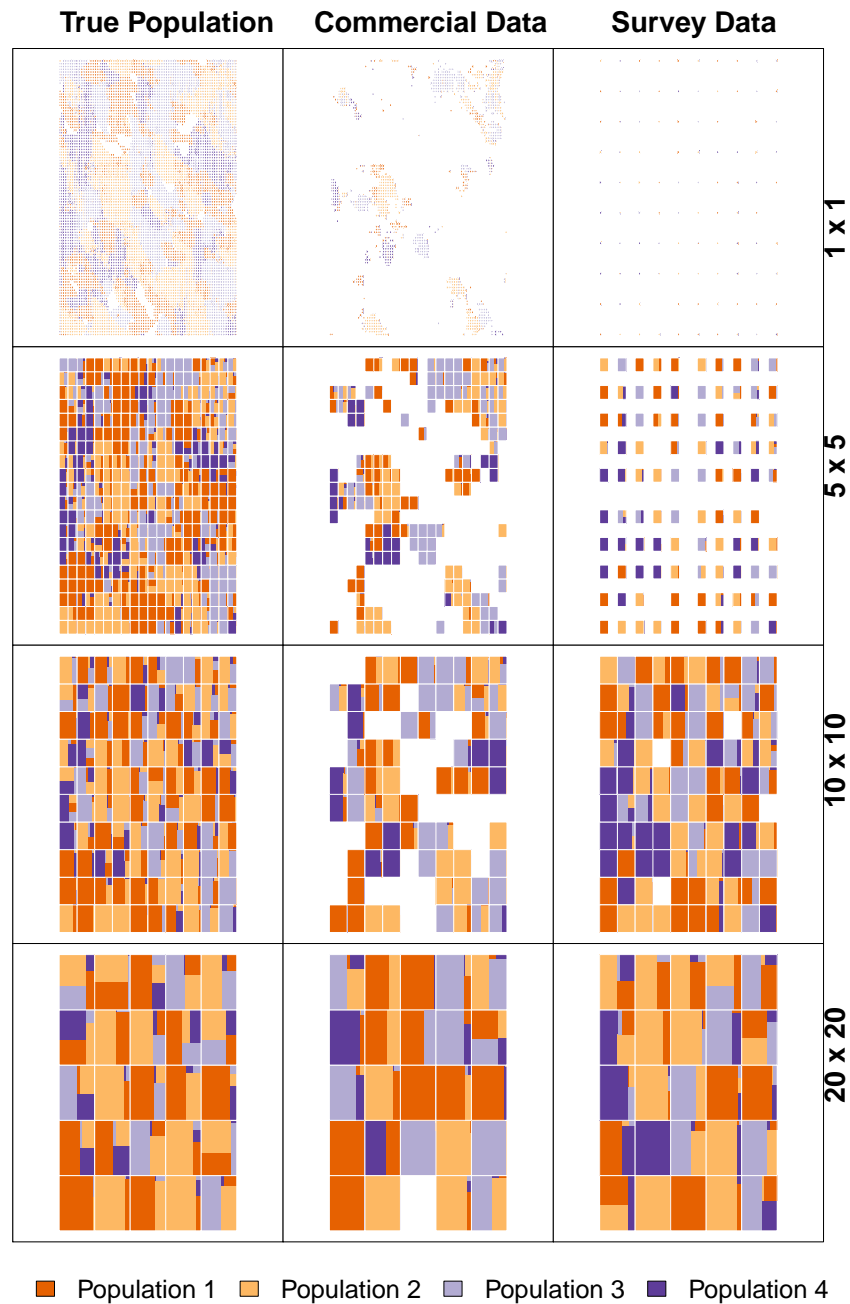 True Population Commercial Data Survey Data
1 x 1
5 x 5
10 x 10
20 x 20
Population 1 Population 2 Population 3 Population 4